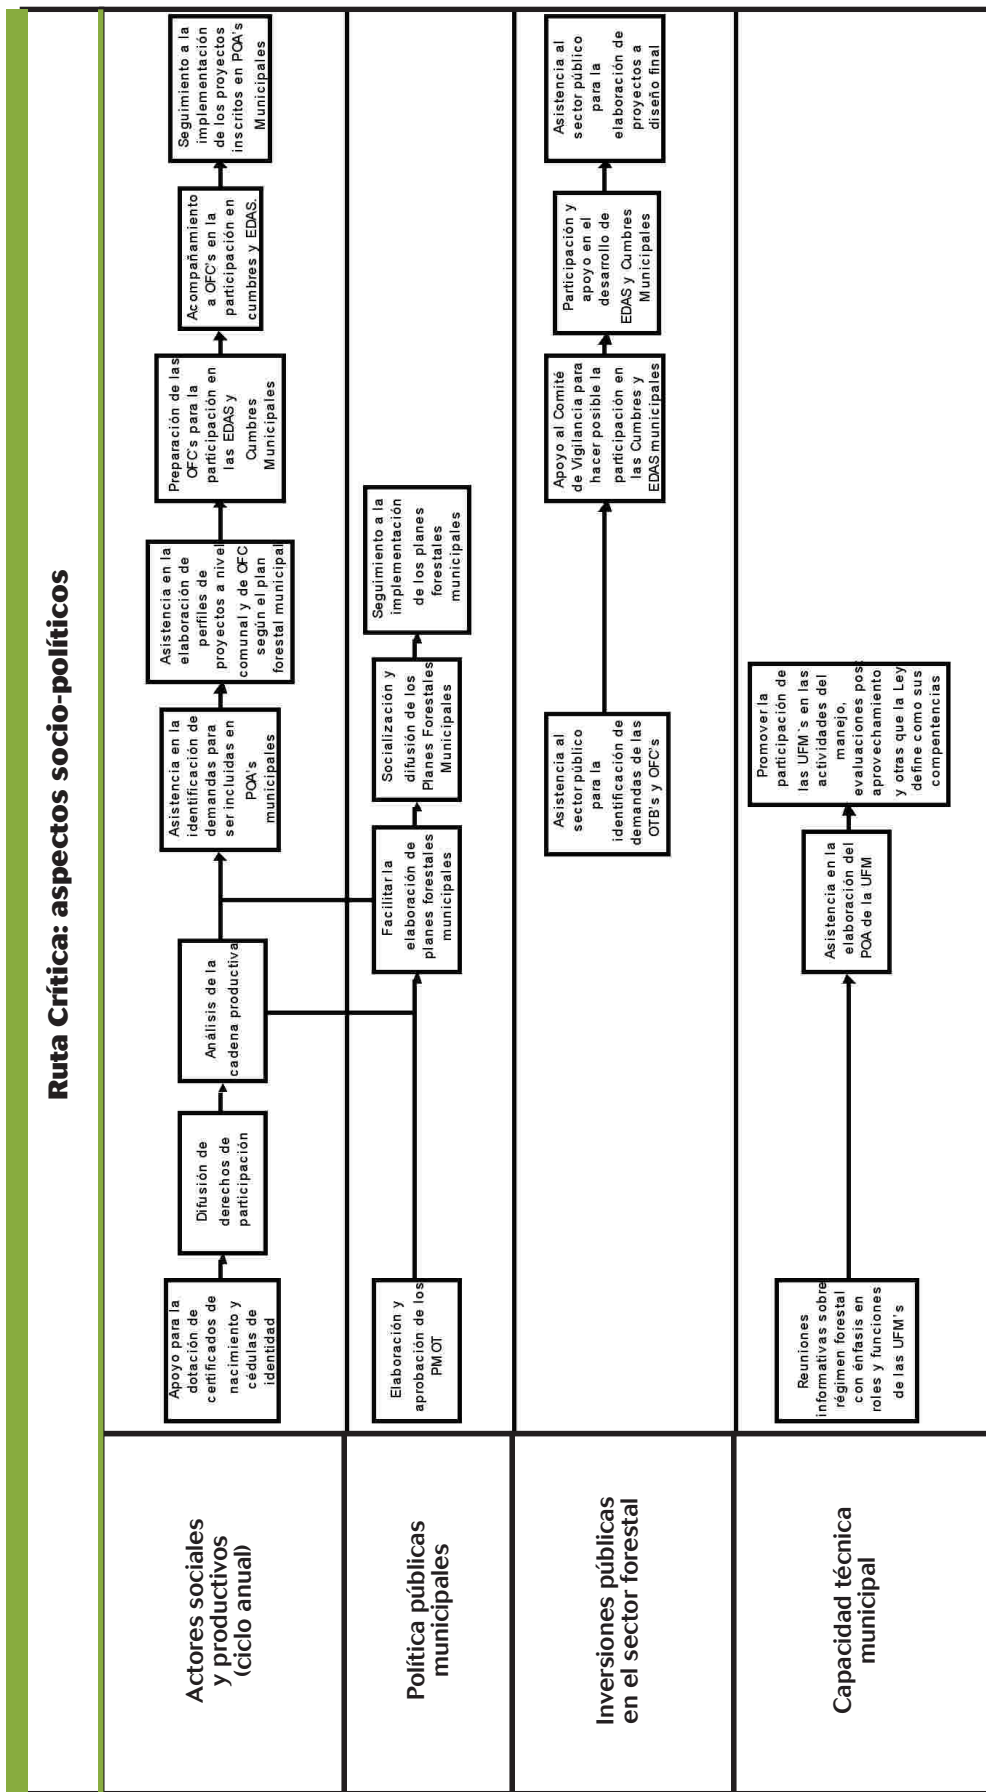 Ruta Crítica: aspectos socio-políticos
Actores sociales
y productivos
(ciclo anual)
Apoyo para la
dotación de
certificados de
nacimiento y
cédulas de
identidad
Difusión de
derechos de
participación
Análisis de la
cadena productiva
Asistencia en la
identificación de
demandas para
ser incluidas en
POA's
municipales
Asistencia en la
elaboración de
perfiles de
proyectos a nivel
comunal y de OFC
según el plan
forestal municipal
Preparación de las
OFC's para la
participación en
las EDAS y
Cumbres
Municipales
Acompañamiento
a OFC's en la
participación en
cumbres y EDAS.
Seguimiento a la
implementación
de los proyectos
inscritos en POA's
Municipales
Política públicas
municipales
Elaboración y
aprobación de los
PMOT
Facilitar la
elaboración de
planes forestales
municipales
Socialización y
difusión de los
Planes Forestales
Municipales
Seguimiento a la
implementación
de los planes
forestales
municipales
Inversiones públicas
en el sector forestal
Asistencia al
sector público
para la
identificación de
demandas de las
OTB's y OFC's
Apoyo al Comité
de Vigilancia para
hacer posible la
participación en
las Cumbres y
EDAS municipales
Participación y
apoyo en el
desarrollo de
EDAS y Cumbres
Municipales
Asistencia al
sector público
para la
elaboración de
proyectos a
diseño final
Capacidad técnica
municipal
Reuniones
informativas sobre
régimen forestal
con énfasis en
roles y funciones
de las UFM's
Asistencia en la
elaboración del
POA de la UFM
Promover la
participación de
las UFM´s en las
actividades del
manejo,
evaluaciones post
aprovechamiento
y otras que la Ley
define como sus
compentencias